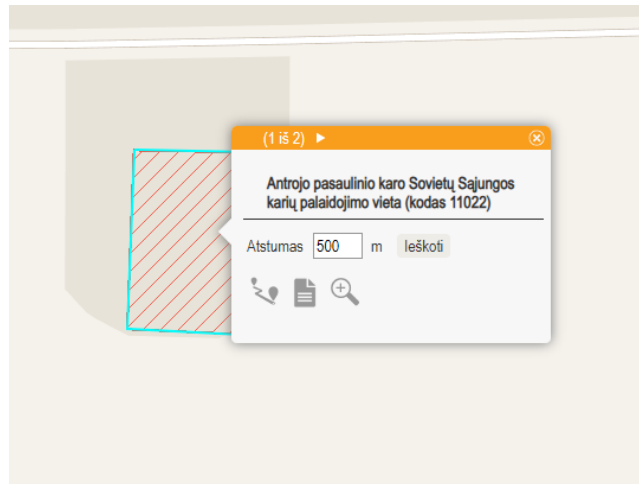 (1 iš 2)
Antrojo pasaulinio karo Sovietų Sąjungos
karių palaidojimo vieta (kodas 11022)
Atstumas 500 m Ieškoti